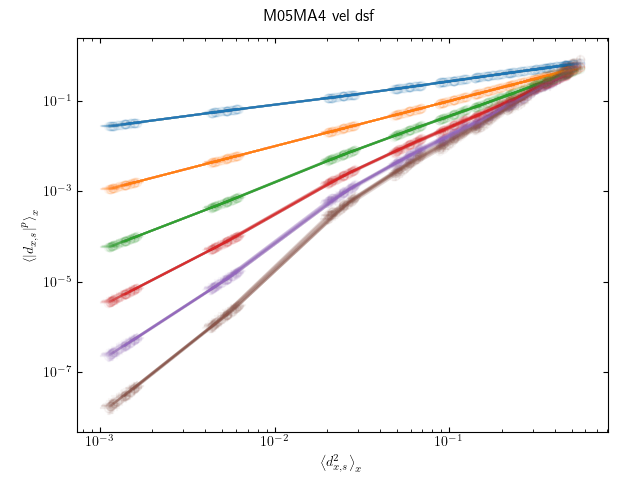 M05MA4 vel dsf
10⁻¹
10⁻³
10⁻⁵
10⁻⁷
⟨|d_{x,s}|^p⟩_x
10⁻³ 10⁻² 10⁻¹
⟨d²_{x,s}⟩_x